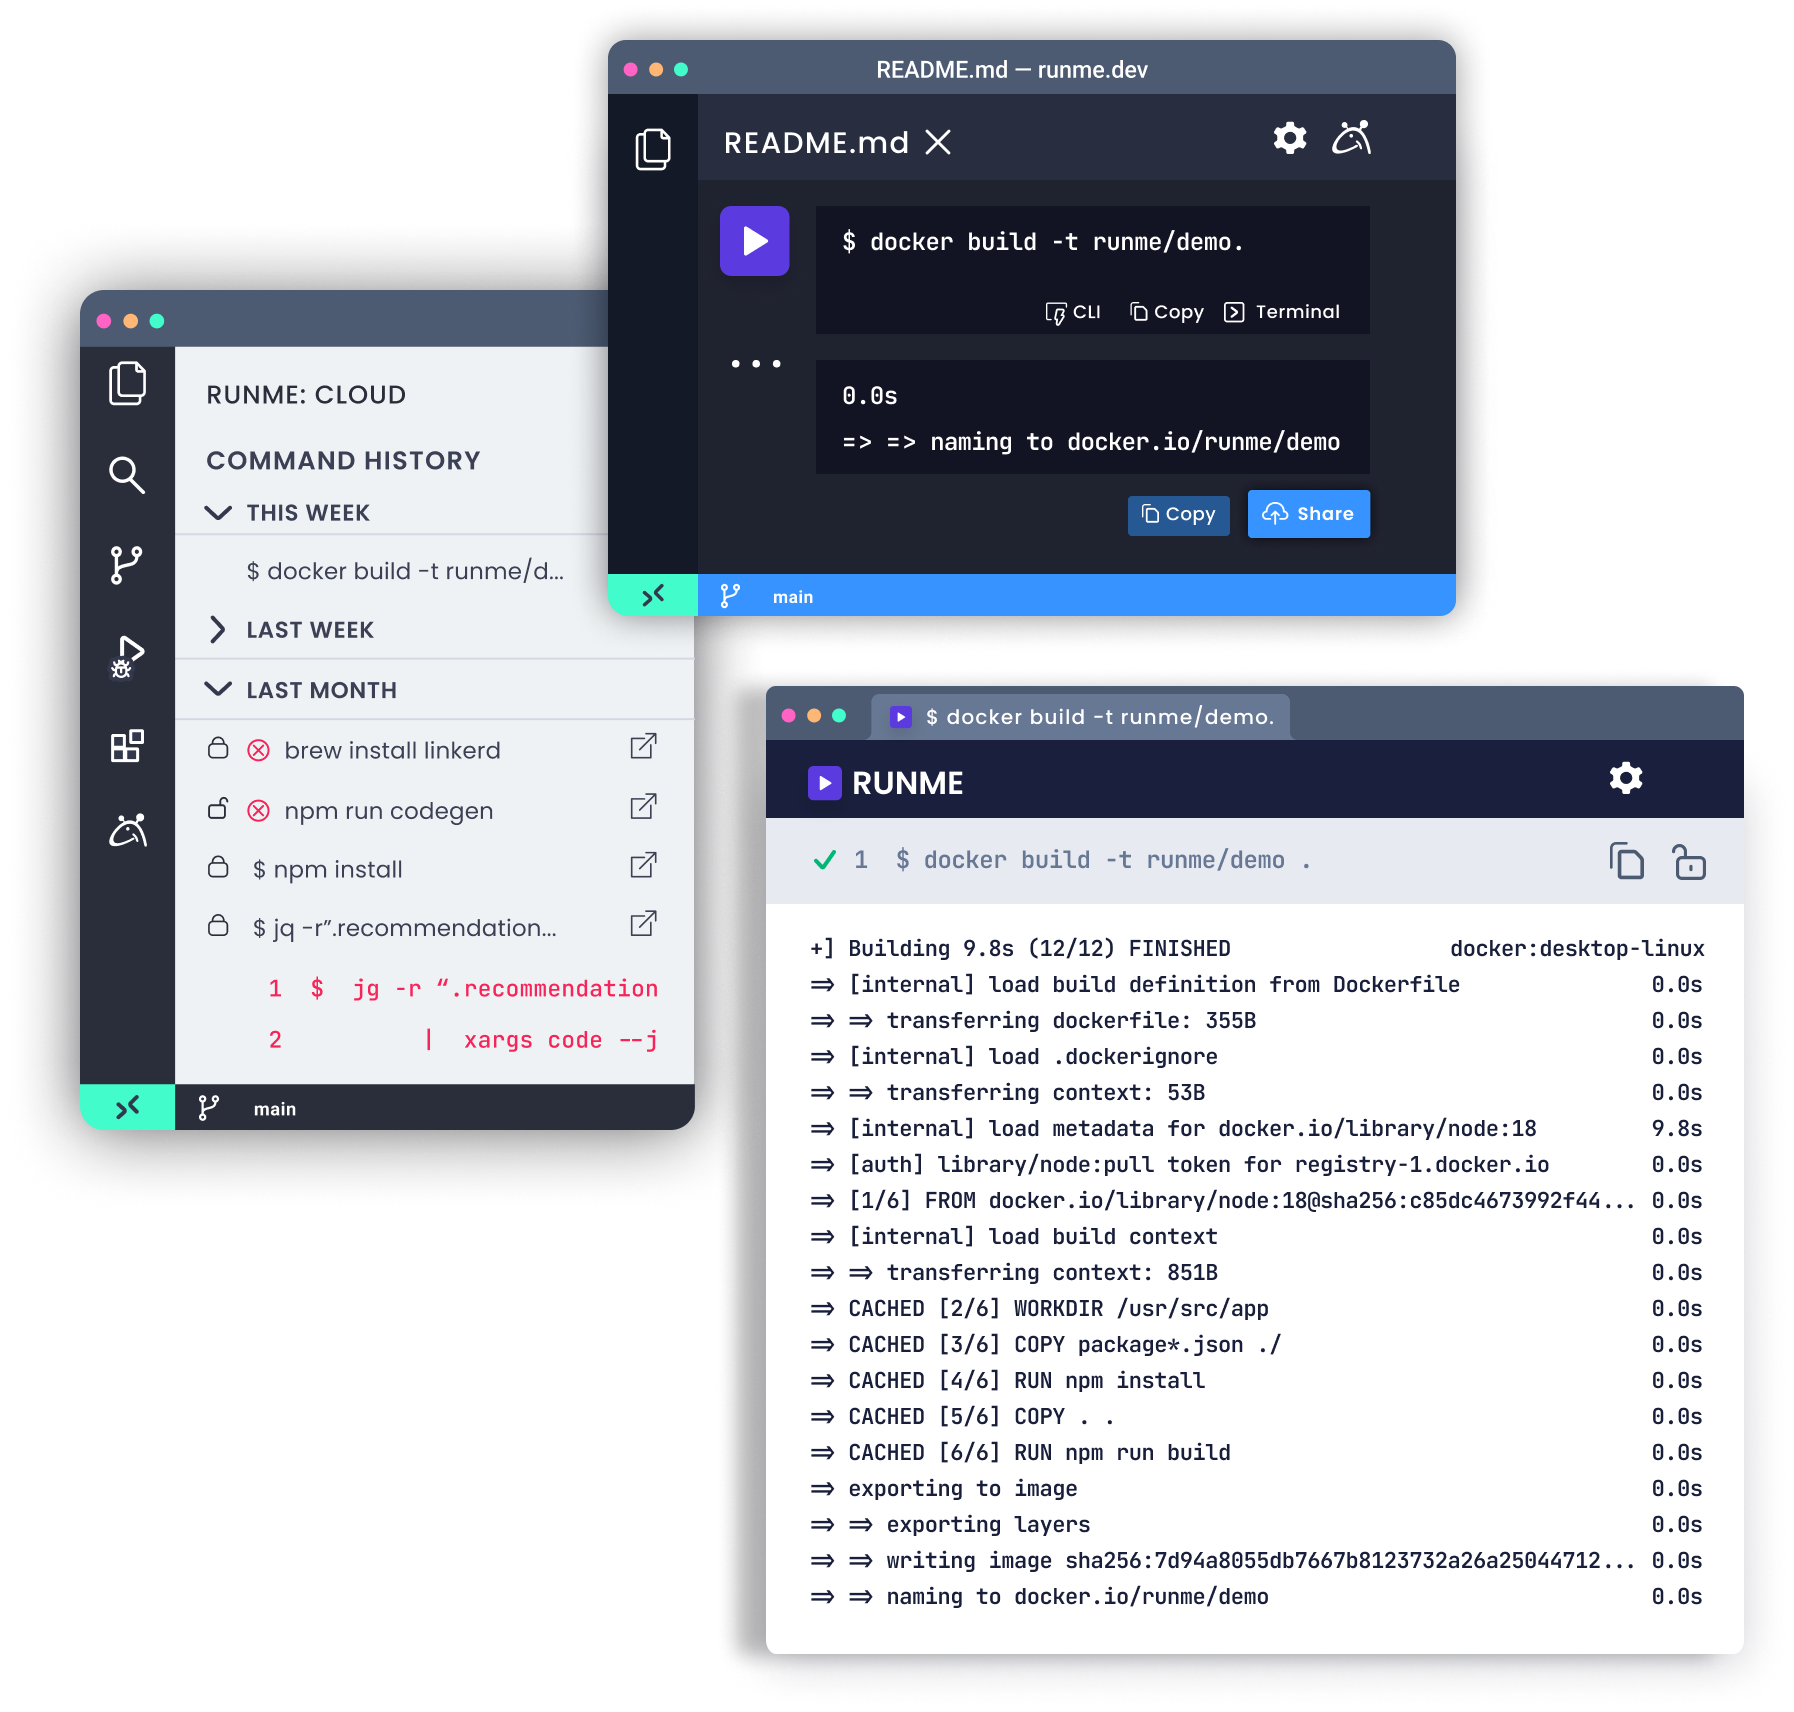 README.md — runme.dev
README.md
$ docker build -t runme/demo.
CLI Copy Terminal
0.0s
=> => naming to docker.io/runme/demo
Copy Share
main
RUNME: CLOUD
COMMAND HISTORY
THIS WEEK
$ docker build -t runme/d...
LAST WEEK
LAST MONTH
brew install linkerd
npm run codegen
$ npm install
$ jq -r”.recommendation...
1 $ jg -r “.recommendation
2 | xargs code --j
main
$ docker build -t runme/demo.
RUNME
1 $ docker build -t runme/demo .
+] Building 9.8s (12/12) FINISHED docker:desktop-linux
=> [internal] load build definition from Dockerfile 0.0s
=> => transferring dockerfile: 355B 0.0s
=> [internal] load .dockerignore 0.0s
=> => transferring context: 53B 0.0s
=> [internal] load metadata for docker.io/library/node:18 9.8s
=> [auth] library/node:pull token for registry-1.docker.io 0.0s
=> [1/6] FROM docker.io/library/node:18@sha256:c85dc4673992f44... 0.0s
=> [internal] load build context 0.0s
=> => transferring context: 851B 0.0s
=> CACHED [2/6] WORKDIR /usr/src/app 0.0s
=> CACHED [3/6] COPY package*.json ./ 0.0s
=> CACHED [4/6] RUN npm install 0.0s
=> CACHED [5/6] COPY . . 0.0s
=> CACHED [6/6] RUN npm run build 0.0s
=> exporting to image 0.0s
=> => exporting layers 0.0s
=> => writing image sha256:7d94a8055db7667b8123732a26a25044712... 0.0s
=> => naming to docker.io/runme/demo 0.0s